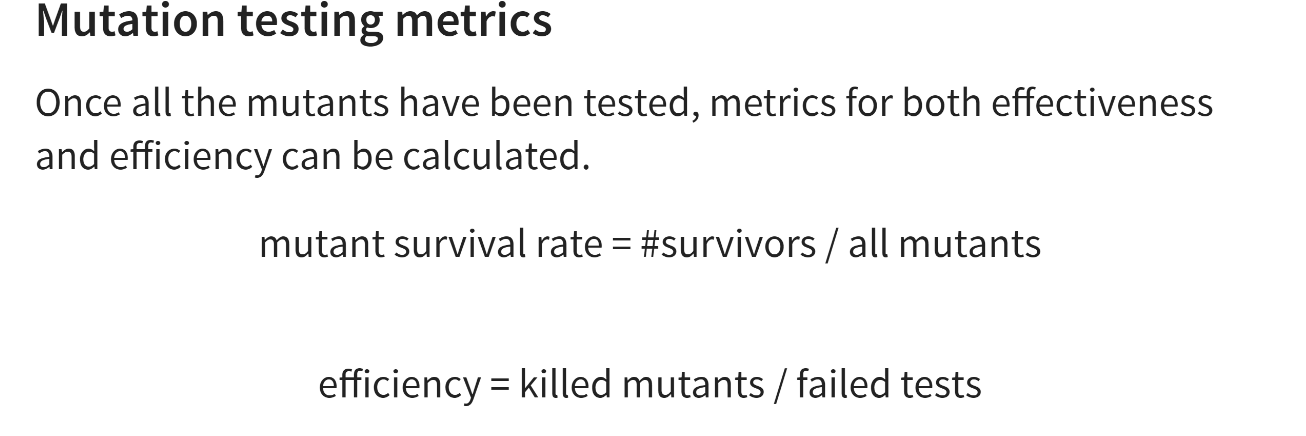 Mutation testing metrics
Once all the mutants have been tested, metrics for both effectiveness
and efficiency can be calculated.
mutant survival rate = #survivors / all mutants
efficiency = killed mutants / failed tests